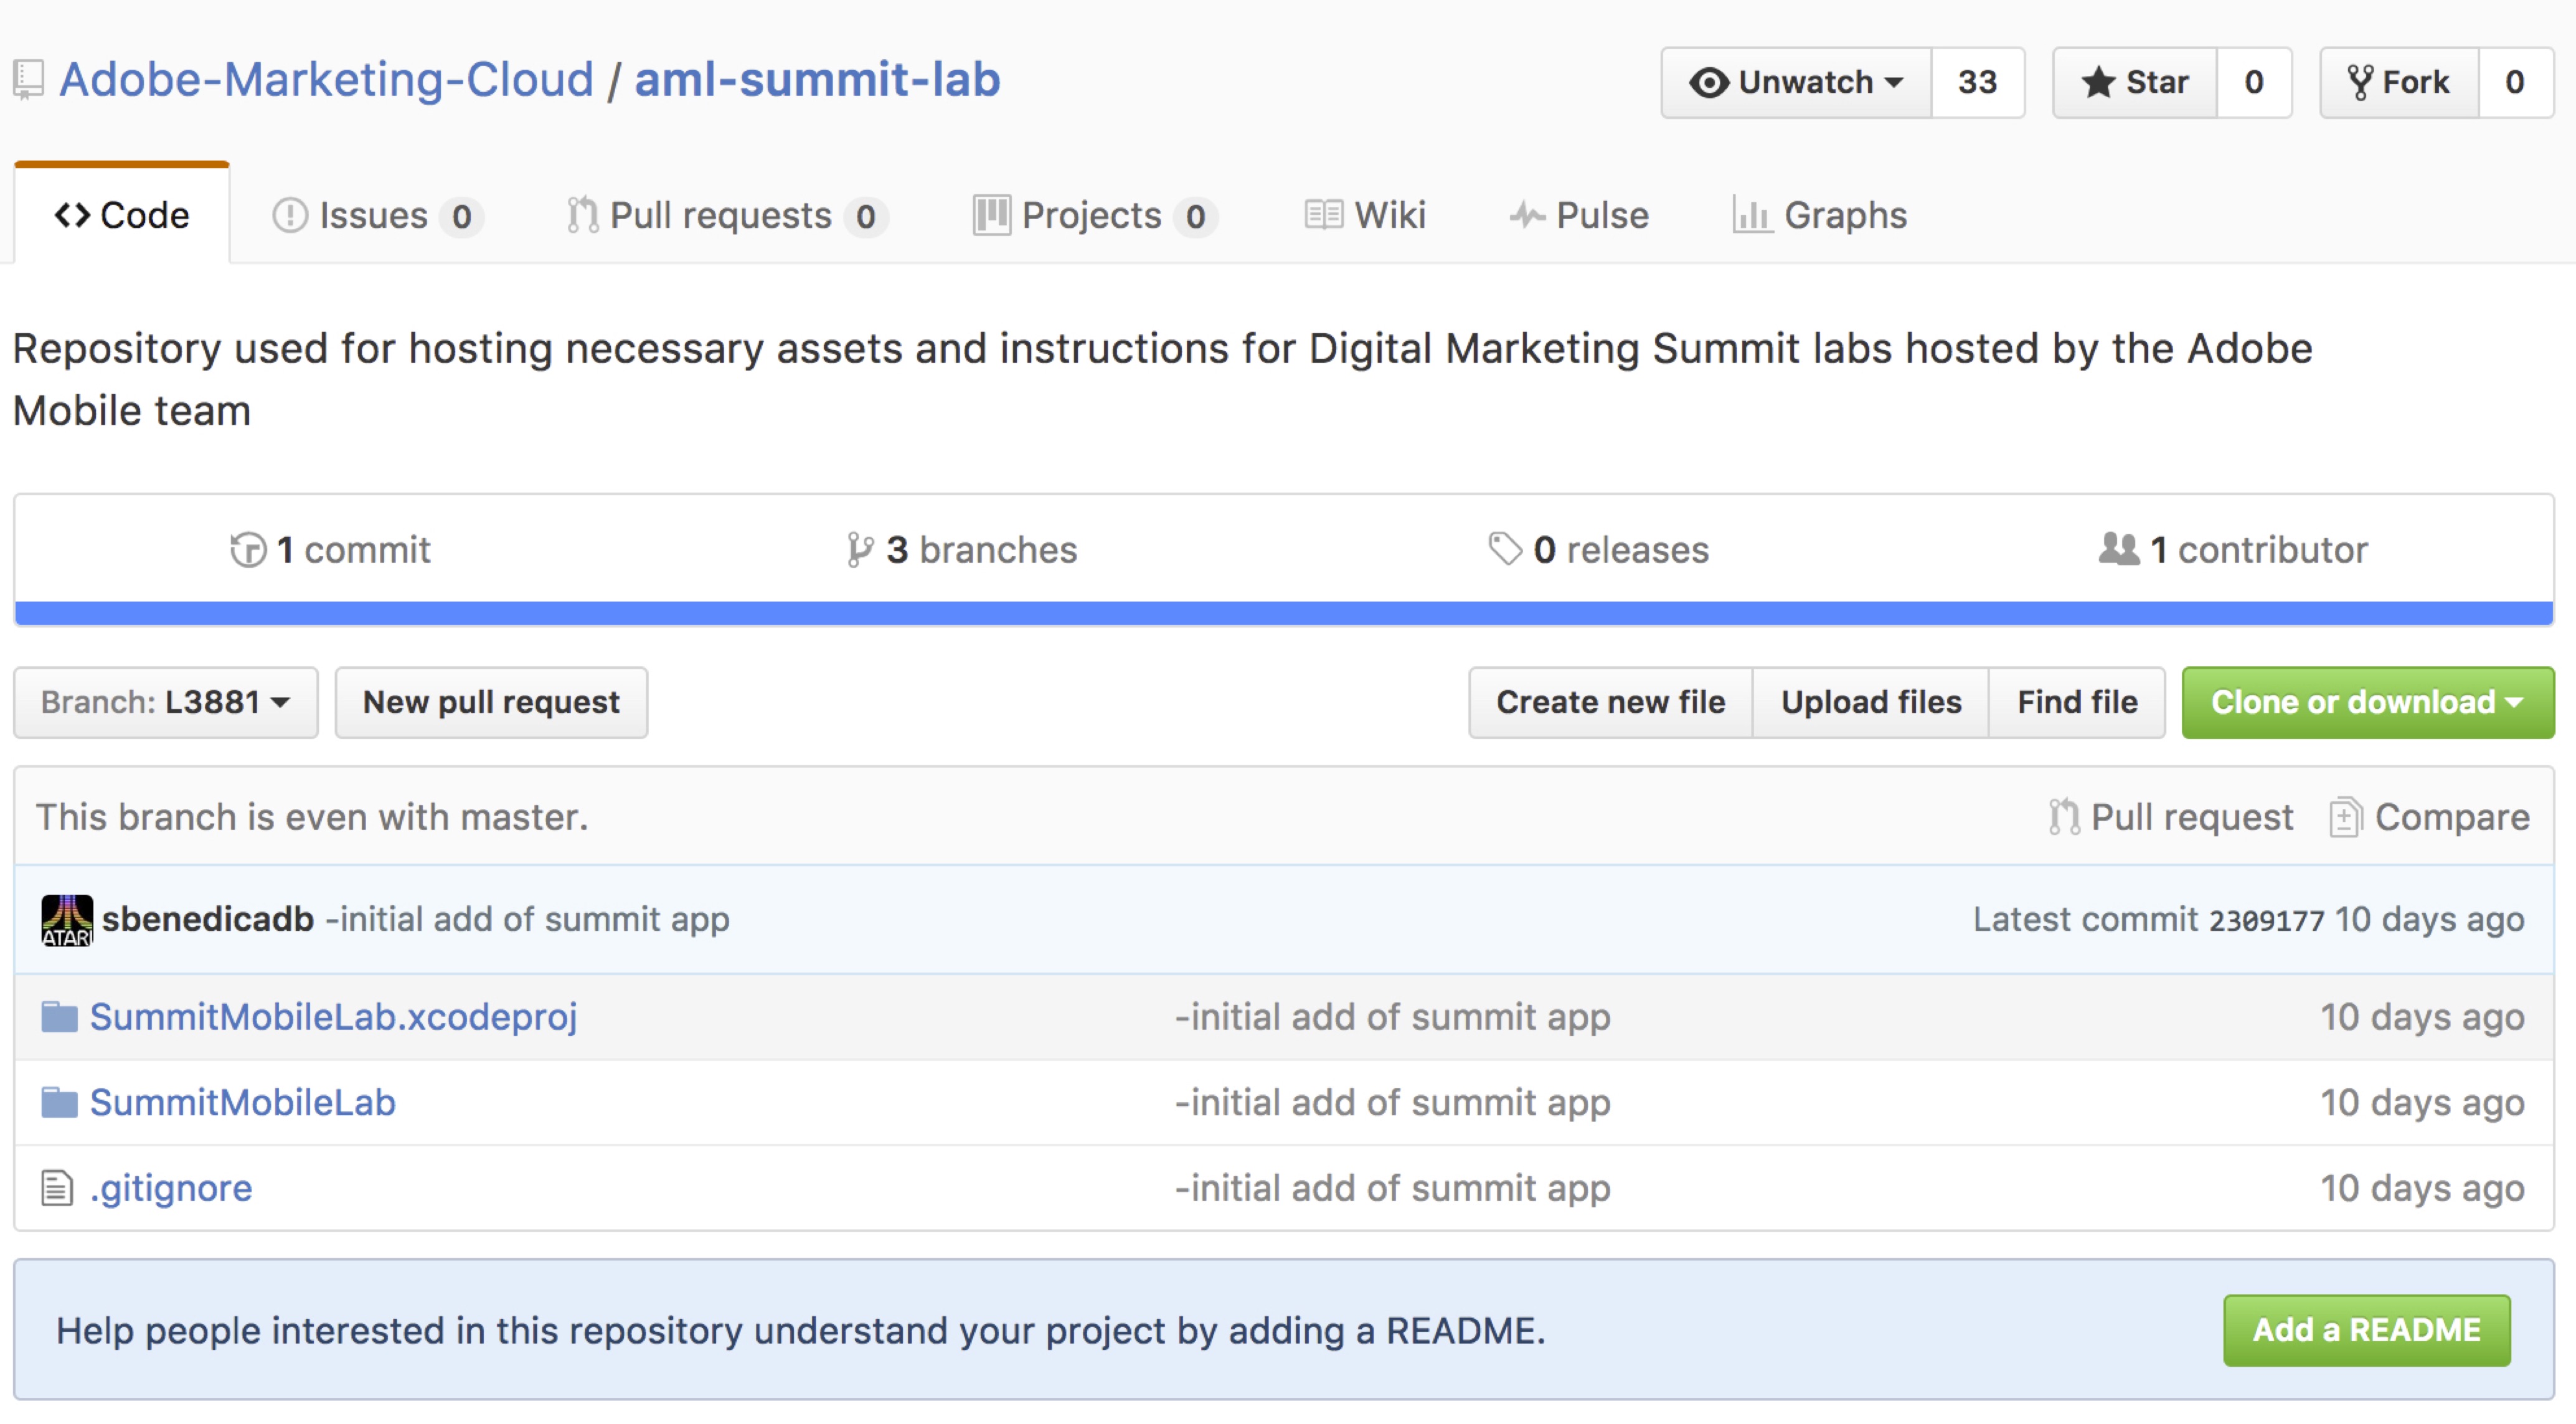 Adobe-Marketing-Cloud / aml-summit-lab
Unwatch 33 Star 0 Fork 0
Code Issues 0 Pull requests 0 Projects 0 Wiki Pulse Graphs
Repository used for hosting necessary assets and instructions for Digital Marketing Summit labs hosted by the Adobe
Mobile team
1 commit 3 branches 0 releases 1 contributor
Branch: L3881 New pull request Create new file Upload files Find file Clone or download
This branch is even with master. Pull request Compare
ATARI sbenedicadb -initial add of summit app Latest commit 2309177 10 days ago
SummitMobileLab.xcodeproj -initial add of summit app 10 days ago
SummitMobileLab -initial add of summit app 10 days ago
.gitignore -initial add of summit app 10 days ago
Help people interested in this repository understand your project by adding a README. Add a README